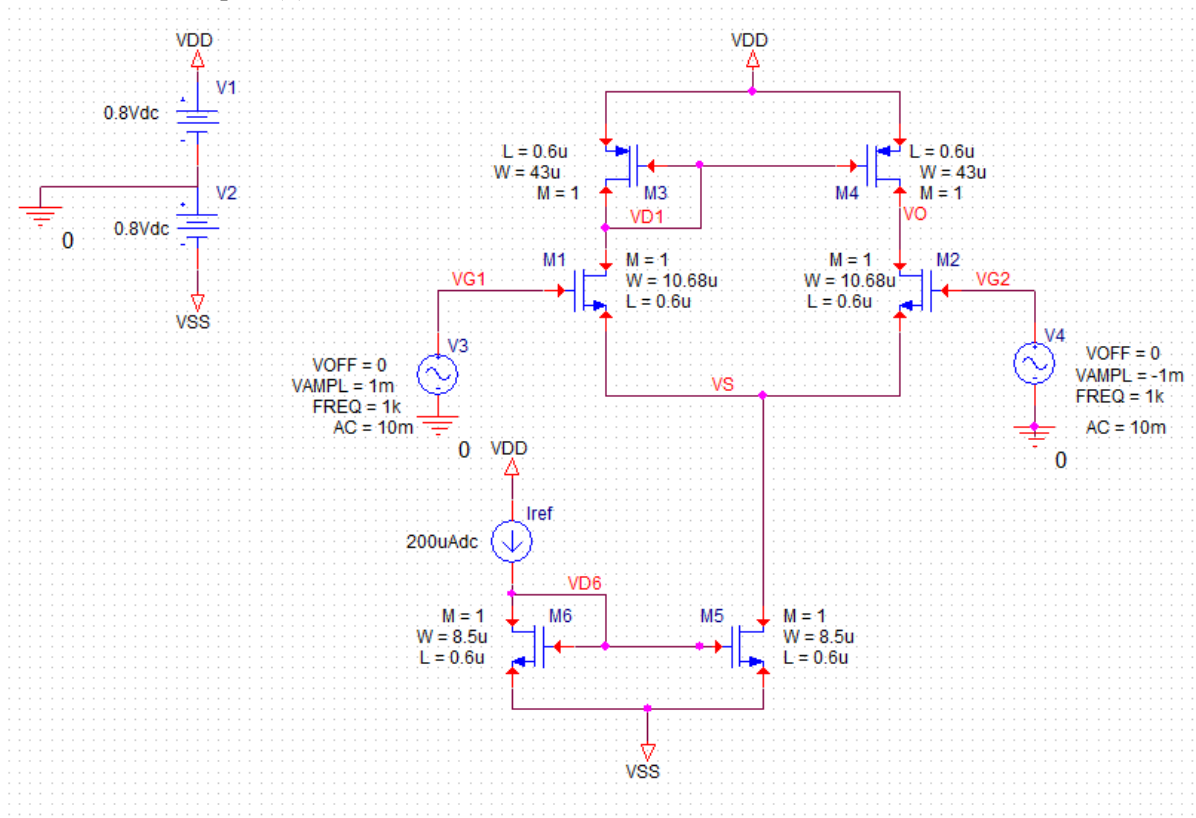 VDD
V1
0.8Vdc
V2
0.8Vdc
0
VSS
VDD
L = 0.6u
W = 43u
M = 1
M3
L = 0.6u
W = 43u
M = 1
M4
VD1
VO
M1
M = 1
W = 10.68u
L = 0.6u
M = 1
W = 10.68u
L = 0.6u
M2
VG1
VG2
V3
VOFF = 0
VAMPL = 1m
FREQ = 1k
AC = 10m
0
V4
VOFF = 0
VAMPL = -1m
FREQ = 1k
AC = 10m
0
VS
VDD
Iref
200uAdc
VD6
M = 1
W = 8.5u
L = 0.6u
M6
M5
M = 1
W = 8.5u
L = 0.6u
VSS